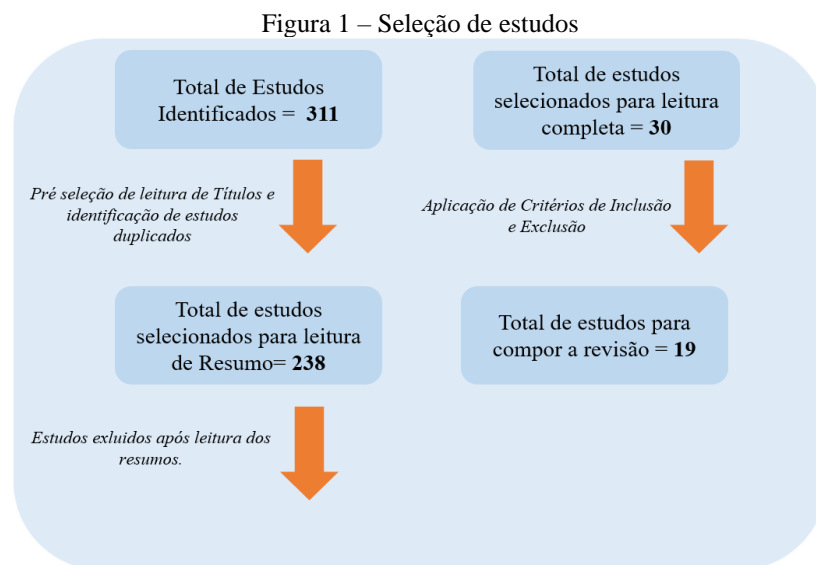 Figura 1 – Seleção de estudos
Total de Estudos
Identificados = 311
Pré seleção de leitura de Títulos e
identificação de estudos
duplicados
Total de estudos
selecionados para leitura
de Resumo= 238
Estudos exluidos após leitura dos
resumos.
Total de estudos
selecionados para leitura
completa = 30
Aplicação de Critérios de Inclusão
e Exclusão
Total de estudos para
compor a revisão = 19